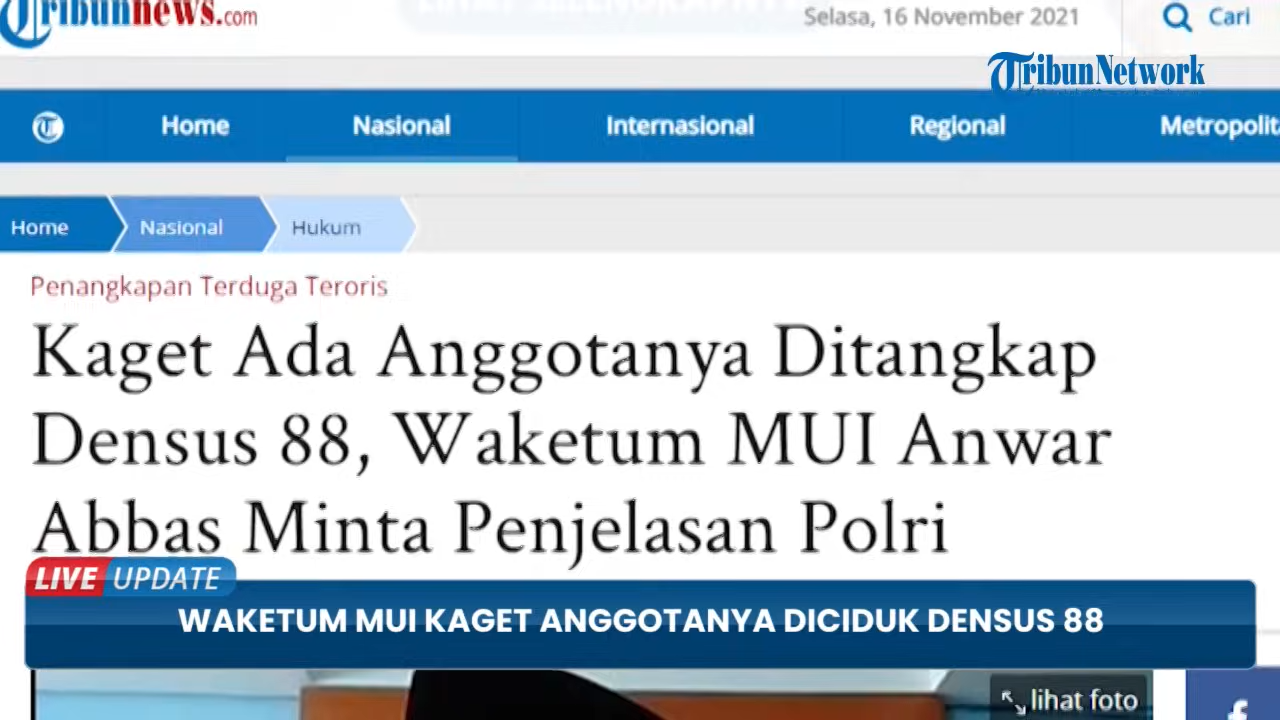 Tribunnews.com
Selasa, 16 November 2021
Cari
TribunNetwork
Home
Nasional
Internasional
Regional
Metropolit
Home
Nasional
Hukum
Penangkapan Terduga Teroris
Kaget Ada Anggotanya Ditangkap
Densus 88, Waketum MUI Anwar
Abbas Minta Penjelasan Polri
LIVE UPDATE
WAKETUM MUI KAGET ANGGOTANYA DICIDUK DENSUS 88
lihat foto